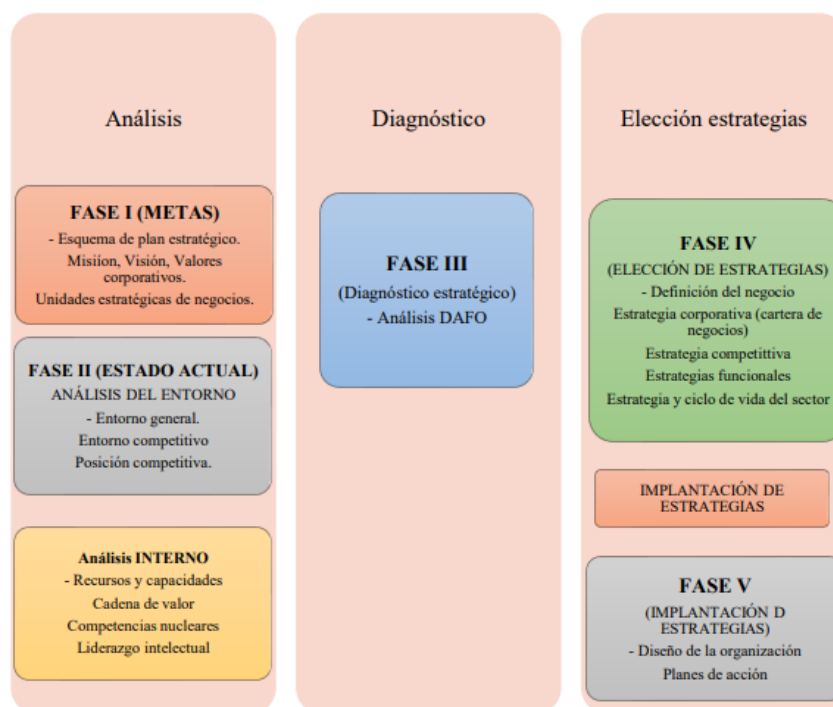 Análisis
FASE I (METAS)
- Esquema de plan estratégico.
Misiíon, Visión, Valores
corporativos.
Unidades estratégicas de negocios.
FASE II (ESTADO ACTUAL)
ANÁLISIS DEL ENTORNO
- Entorno general.
Entorno competitivo
Posición competitiva.
Análisis INTERNO
- Recursos y capacidades
Cadena de valor
Competencias nucleares
Liderazgo intelectual
Diagnóstico
FASE III
(Diagnóstico estratégico)
- Análisis DAFO
Elección estrategias
FASE IV
(ELECCIÓN DE ESTRATEGIAS)
- Definición del negocio
Estrategia corporativa (cartera de
negocios)
Estrategia competittiva
Estrategias funcionales
Estrategia y ciclo de vida del sector
IMPLANTACIÓN DE
ESTRATEGIAS
FASE V
(IMPLANTACIÓN D
ESTRATEGIAS)
- Diseño de la organización
Planes de acción